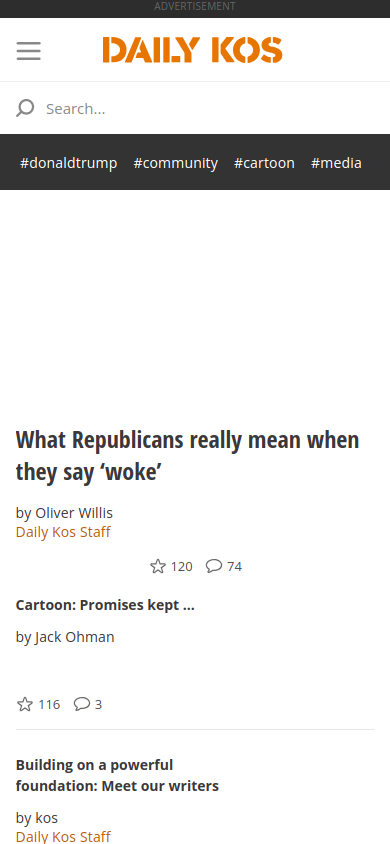 ADVERTISEMENT
DAILY KOS
Search...
#donaldtrump #community #cartoon #media
What Republicans really mean when
they say ‘woke’
by Oliver Willis
Daily Kos Staff
120 74
Cartoon: Promises kept ...
by Jack Ohman
116 3
Building on a powerful
foundation: Meet our writers
by kos
Daily Kos Staff